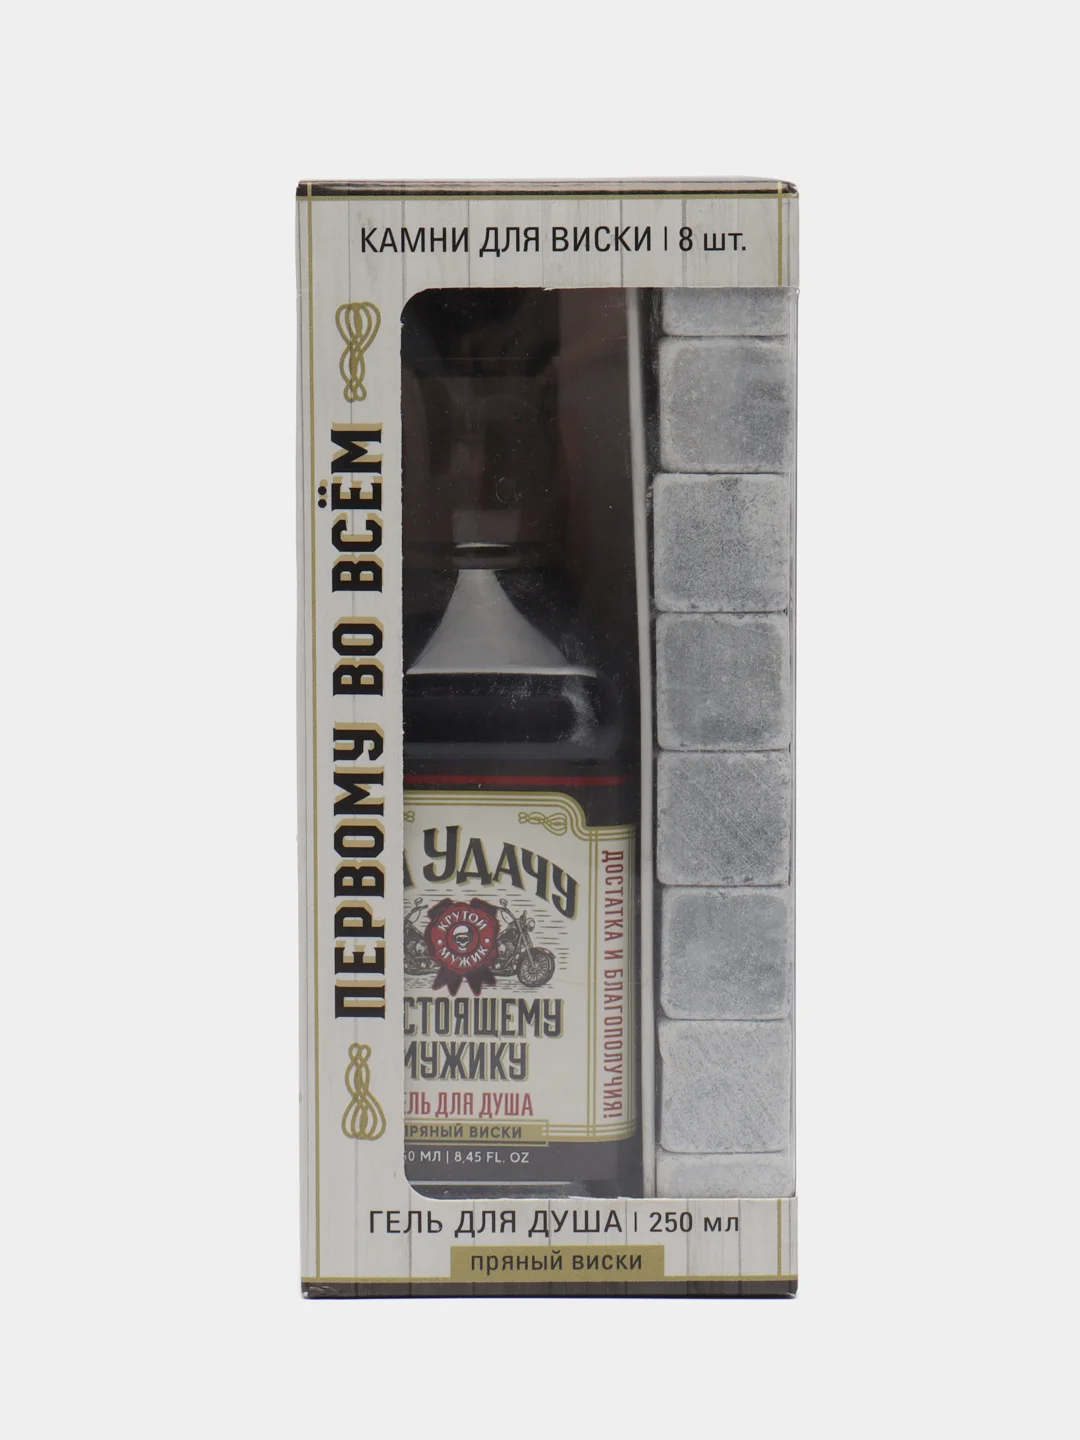 КАМНИ ДЛЯ ВИСКИ | 8 шт.
ПЕРВОМУ ВО ВСЁМ
УДАЧУ
КРУТОЙ
МУЖИК
СТОЯЩЕМУ
МУЖИКУ
ЕЛЬ ДЛЯ ДУША
ПРЯНЫЙ ВИСКИ
50 МЛ | 8,45 FL. OZ
ДОСТАТКА И БЛАГОПОЛУЧИЯ!
ГЕЛЬ ДЛЯ ДУША | 250 мл
пряный виски